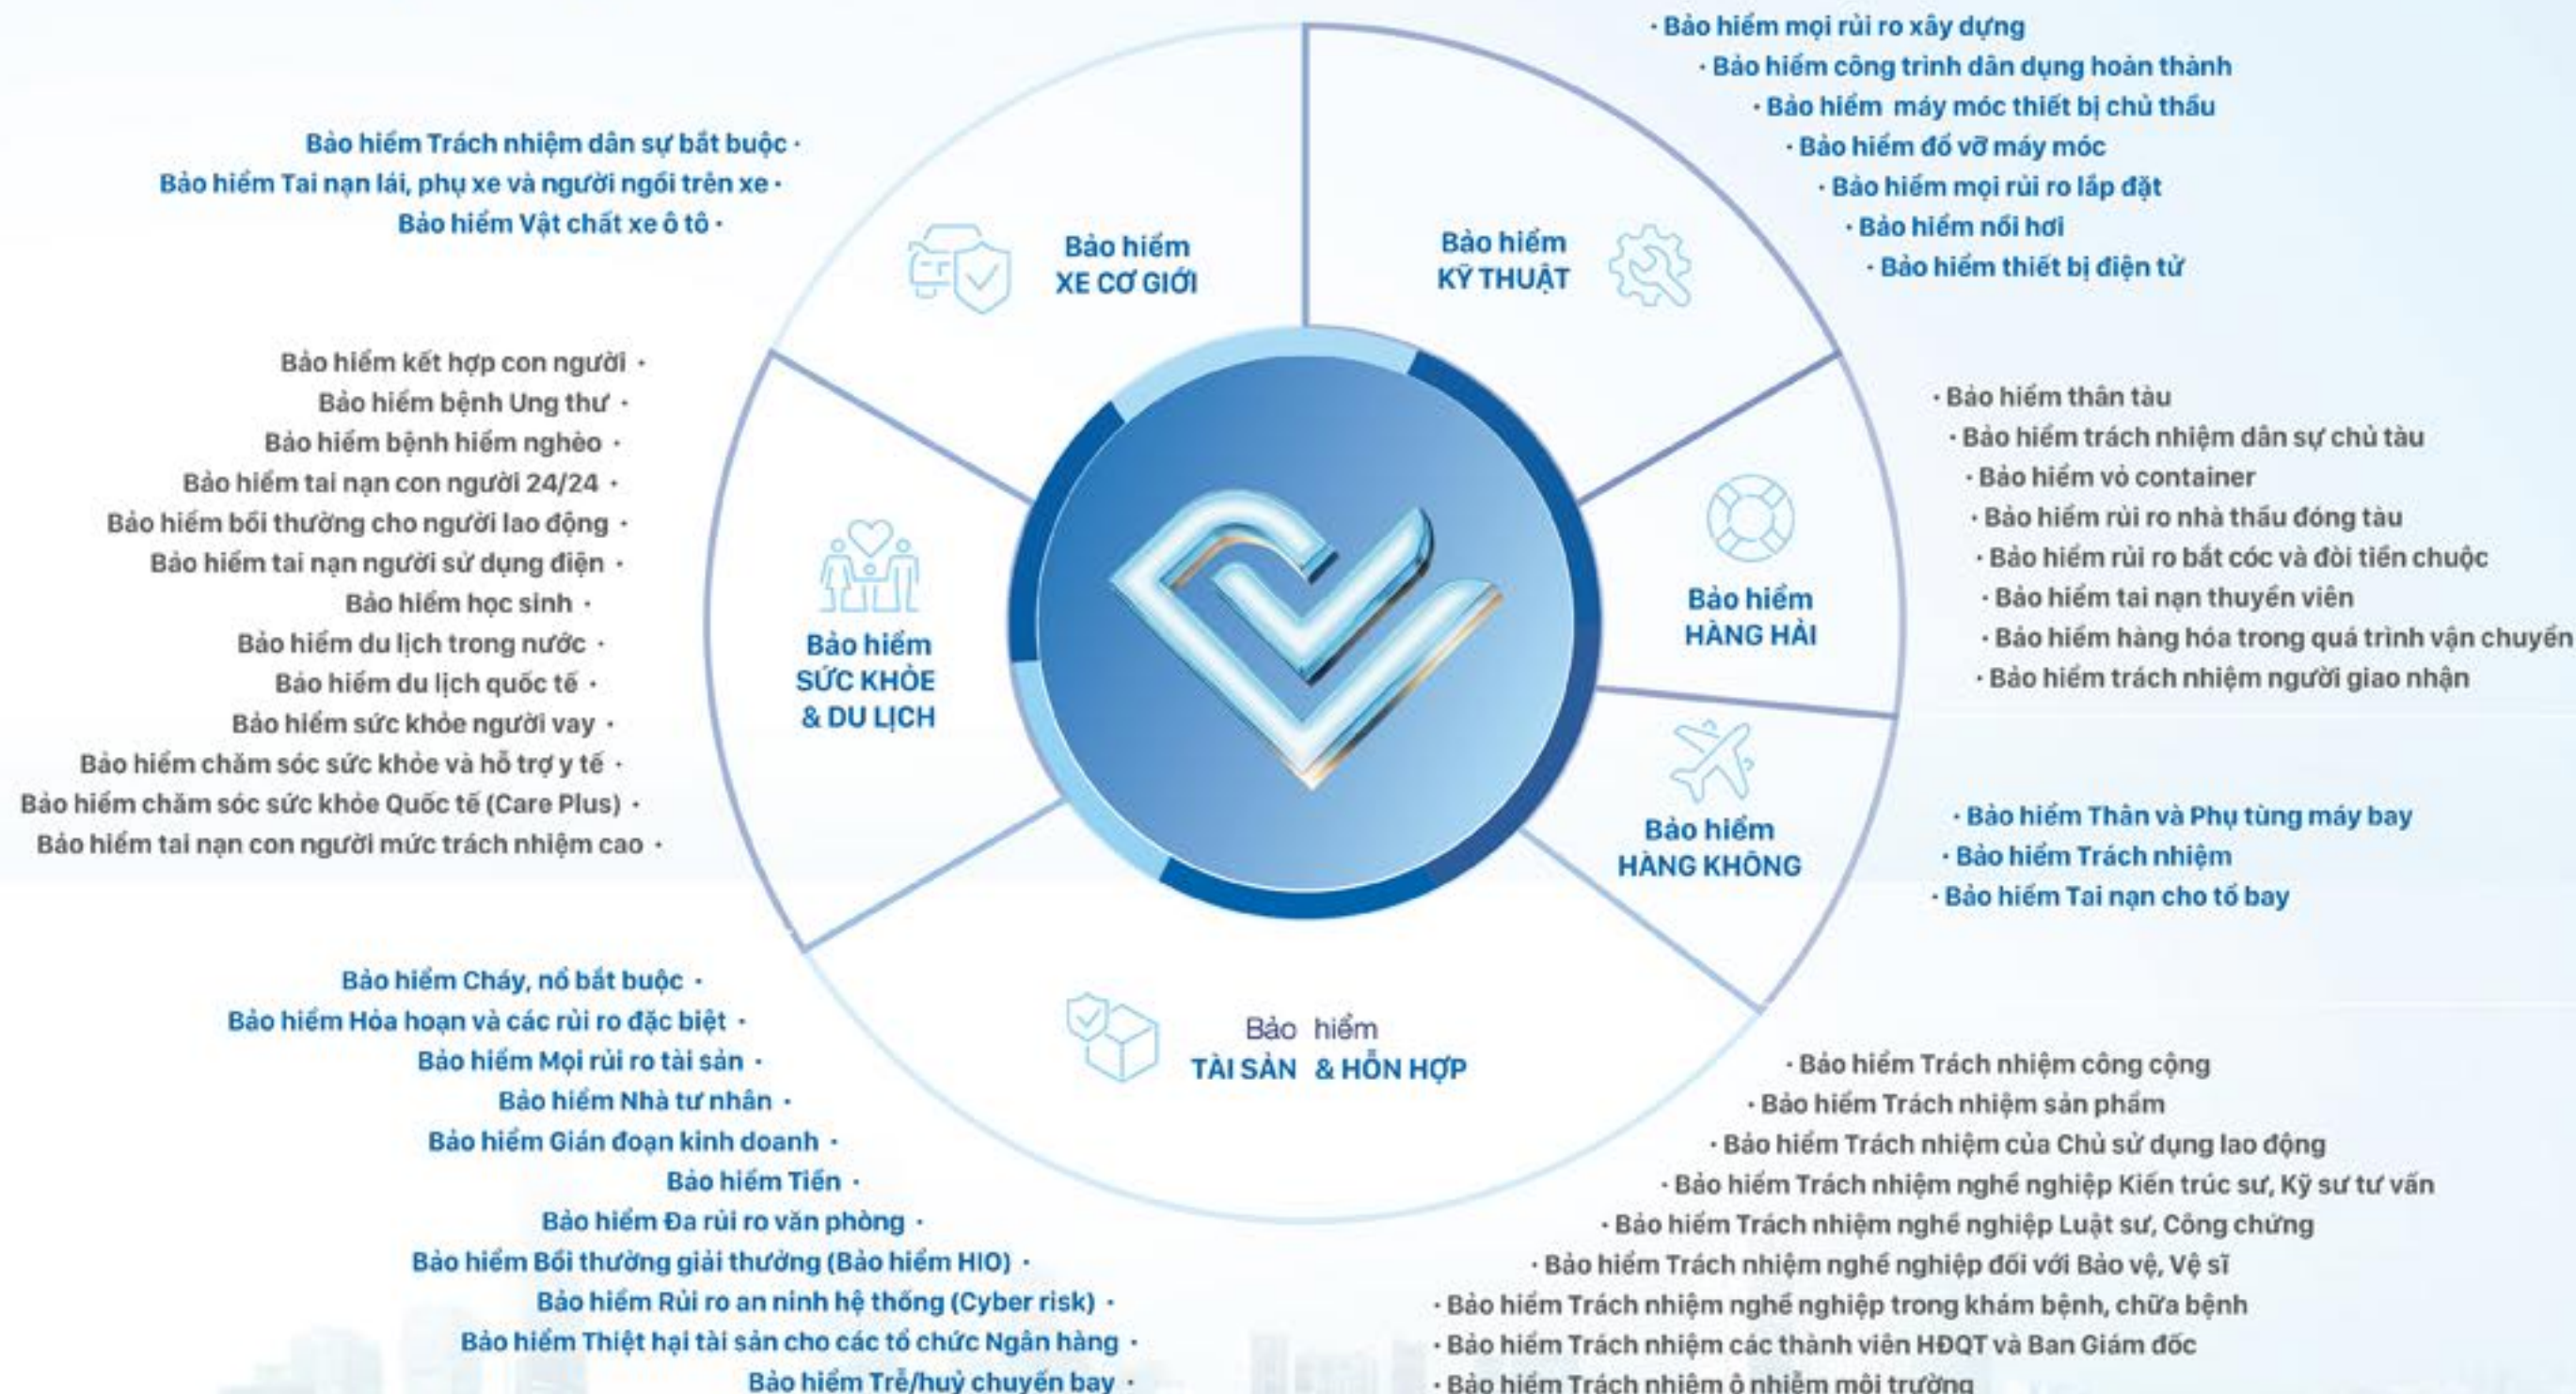 Bảo hiểm Trách nhiệm dân sự bắt buộc ·
Bảo hiểm Tai nạn lái, phụ xe và người ngồi trên xe ·
Bảo hiểm Vật chất xe ô tô ·
Bảo hiểm
XE CƠ GIỚI
Bảo hiểm
KỸ THUẬT
· Bảo hiểm mọi rủi ro xây dựng
· Bảo hiểm công trình dân dụng hoàn thành
· Bảo hiểm máy móc thiết bị chủ thầu
· Bảo hiểm đổ vỡ máy móc
· Bảo hiểm mọi rủi ro lắp đặt
· Bảo hiểm nồi hơi
· Bảo hiểm thiết bị điện tử
Bảo hiểm kết hợp con người ·
Bảo hiểm bệnh Ung thư ·
Bảo hiểm bệnh hiểm nghèo ·
Bảo hiểm tai nạn con người 24/24 ·
Bảo hiểm bồi thường cho người lao động ·
Bảo hiểm tai nạn người sử dụng điện ·
Bảo hiểm học sinh ·
Bảo hiểm du lịch trong nước ·
Bảo hiểm du lịch quốc tế ·
Bảo hiểm sức khỏe người vay ·
Bảo hiểm chăm sóc sức khỏe và hỗ trợ y tế ·
Bảo hiểm chăm sóc sức khỏe Quốc tế (Care Plus) ·
Bảo hiểm tai nạn con người mức trách nhiệm cao ·
Bảo hiểm
SỨC KHỎE
& DU LỊCH
Bảo hiểm
HÀNG HẢI
· Bảo hiểm thân tàu
· Bảo hiểm trách nhiệm dân sự chủ tàu
· Bảo hiểm vỏ container
· Bảo hiểm rủi ro nhà thầu đóng tàu
· Bảo hiểm rủi ro bắt cóc và đòi tiền chuộc
· Bảo hiểm tai nạn thuyền viên
· Bảo hiểm hàng hóa trong quá trình vận chuyển
· Bảo hiểm trách nhiệm người giao nhận
Bảo hiểm
HÀNG KHÔNG
· Bảo hiểm Thân và Phụ tùng máy bay
· Bảo hiểm Trách nhiệm
· Bảo hiểm Tai nạn cho tổ bay
Bảo hiểm
TÀI SẢN & HỖN HỢP
Bảo hiểm Cháy, nổ bắt buộc ·
Bảo hiểm Hỏa hoạn và các rủi ro đặc biệt ·
Bảo hiểm Mọi rủi ro tài sản ·
Bảo hiểm Nhà tư nhân ·
Bảo hiểm Gián đoạn kinh doanh ·
Bảo hiểm Tiền ·
Bảo hiểm Đa rủi ro văn phòng ·
Bảo hiểm Bồi thường giải thưởng (Bảo hiểm HIO) ·
Bảo hiểm Rủi ro an ninh hệ thống (Cyber risk) ·
Bảo hiểm Thiệt hại tài sản cho các tổ chức Ngân hàng ·
Bảo hiểm Trễ/huỷ chuyến bay ·
· Bảo hiểm Trách nhiệm công cộng
· Bảo hiểm Trách nhiệm sản phẩm
· Bảo hiểm Trách nhiệm của Chủ sử dụng lao động
· Bảo hiểm Trách nhiệm nghề nghiệp Kiến trúc sư, Kỹ sư tư vấn
· Bảo hiểm Trách nhiệm nghề nghiệp Luật sư, Công chứng
· Bảo hiểm Trách nhiệm nghề nghiệp đối với Bảo vệ, Vệ sĩ
· Bảo hiểm Trách nhiệm nghề nghiệp trong khám bệnh, chữa bệnh
· Bảo hiểm Trách nhiệm các thành viên HĐQT và Ban Giám đốc
· Bảo hiểm Trách nhiệm ô nhiễm môi trường